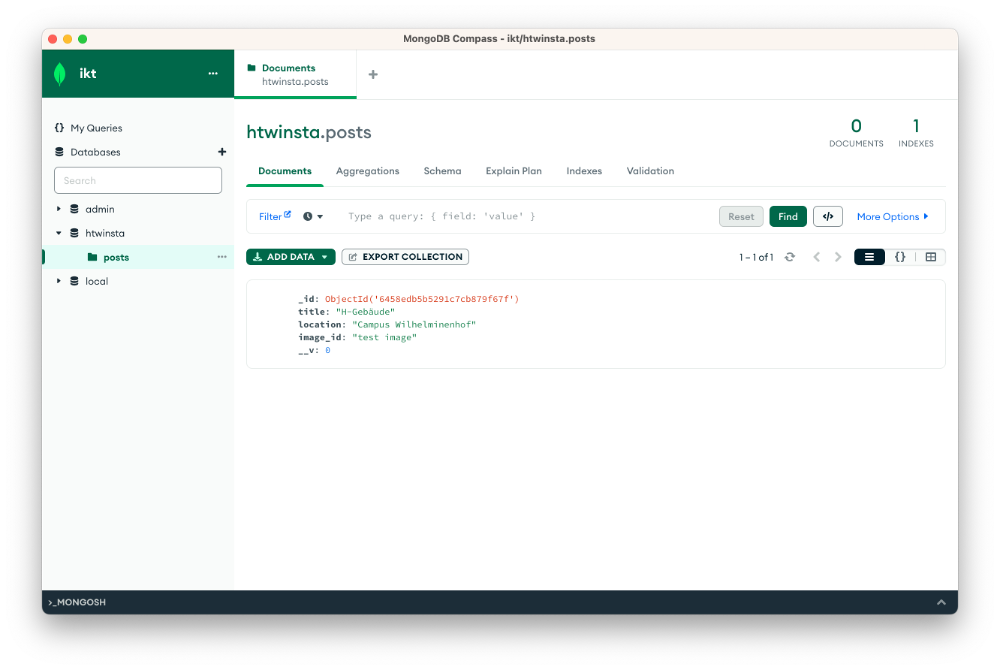 MongoDB Compass - ikt/htwinsta.posts
ikt
...
Documents
htwinsta.posts
+
{} My Queries
Databases +
Search
admin
htwinsta
posts ...
local
htwinsta.posts
0
DOCUMENTS
1
INDEXES
Documents Aggregations Schema Explain Plan Indexes Validation
Filter Type a query: { field: 'value' } Reset Find </> More Options
ADD DATA EXPORT COLLECTION 1 – 1 of 1 {}
_id: ObjectId('6458edb5b5291c7cb879f67f')
title: "H-Gebäude"
location: "Campus Wilhelminenhof"
image_id: "test image"
__v: 0
>_MONGOSH